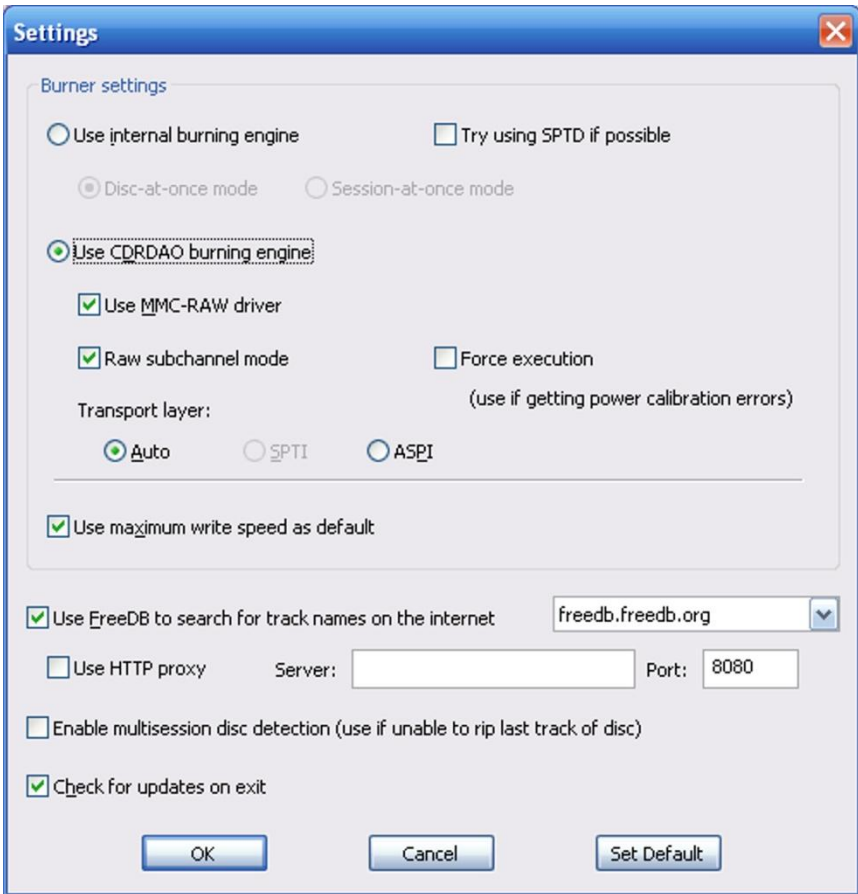 Settings
Burner settings
Use internal burning engine
Try using SPTD if possible
Disc-at-once mode
Session-at-once mode
Use CDRDAO burning engine
Use MMC-RAW driver
Raw subchannel mode
Force execution
(use if getting power calibration errors)
Transport layer:
Auto
SPTI
ASPI
Use maximum write speed as default
Use FreeDB to search for track names on the internet
freedb.freedb.org
Use HTTP proxy
Server:
Port:
8080
Enable multisession disc detection (use if unable to rip last track of disc)
Check for updates on exit
OK
Cancel
Set Default